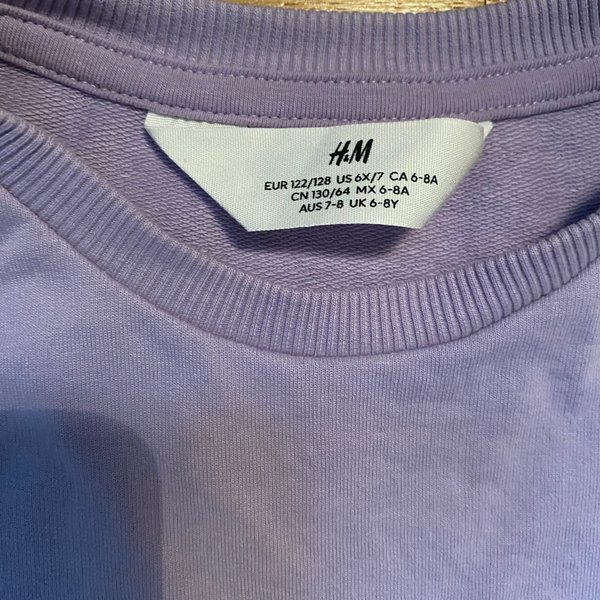 H&M
EUR 122/128 US 6X/7 CA 6-8A
CN 130/64 MX 6-8A
AUS 7-8 UK 6-8Y